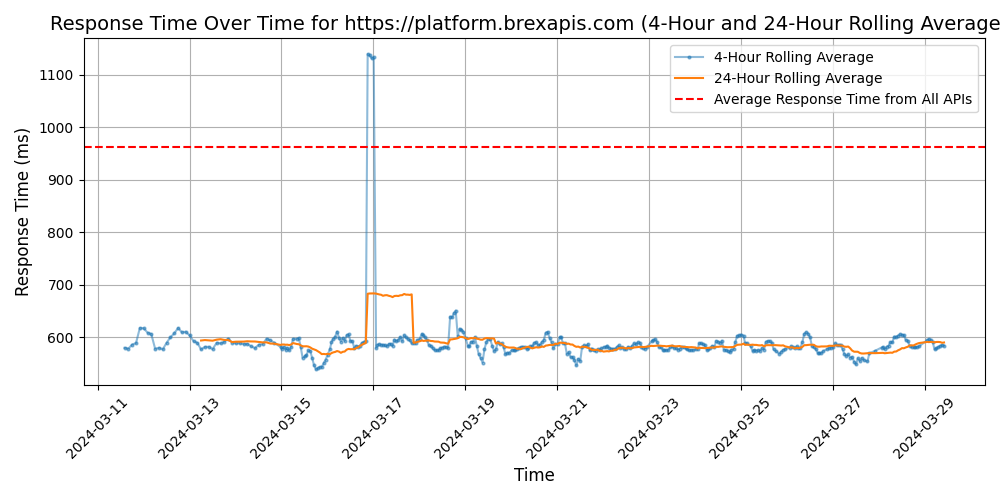 Response Time Over Time for https://platform.brexapis.com (4-Hour and 24-Hour Rolling Average
4-Hour Rolling Average
24-Hour Rolling Average
Average Response Time from All APIs
Response Time (ms)
1100
1000
900
800
700
600
2024-03-11
2024-03-13
2024-03-15
2024-03-17
2024-03-19
2024-03-21
2024-03-23
2024-03-25
2024-03-27
2024-03-29
Time